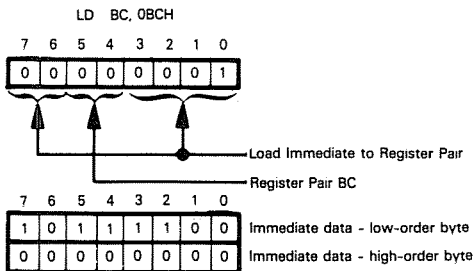 LD BC, 0BCH
7 6 5 4 3 2 1 0
0 0 0 0 0 0 0 1
Load Immediate to Register Pair
Register Pair BC
7 6 5 4 3 2 1 0
1 0 1 1 1 1 0 0 Immediate data - low-order byte
0 0 0 0 0 0 0 0 Immediate data - high-order byte